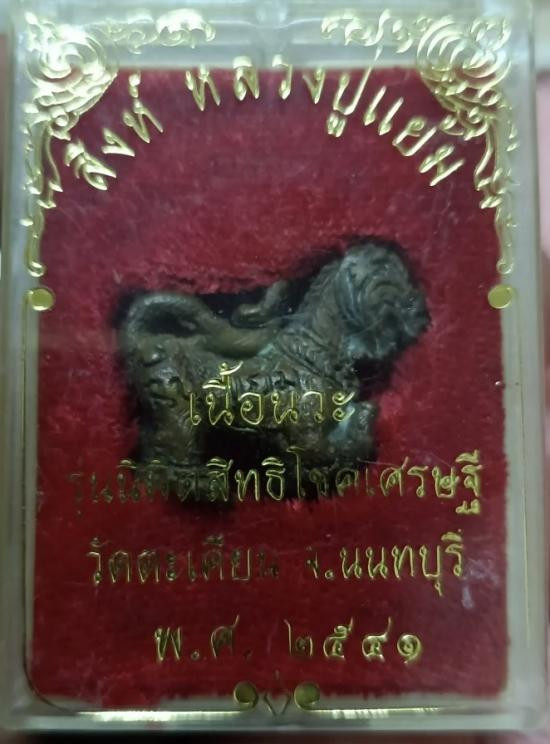 สิงห์ หลวงปู่แย้ม
เนื้อนวะ
รุ่นนิมิตสิทธิโชคเศรษฐี
วัดตะเคียน จ.นนทบุรี
พ.ศ. ๒๕๔๑